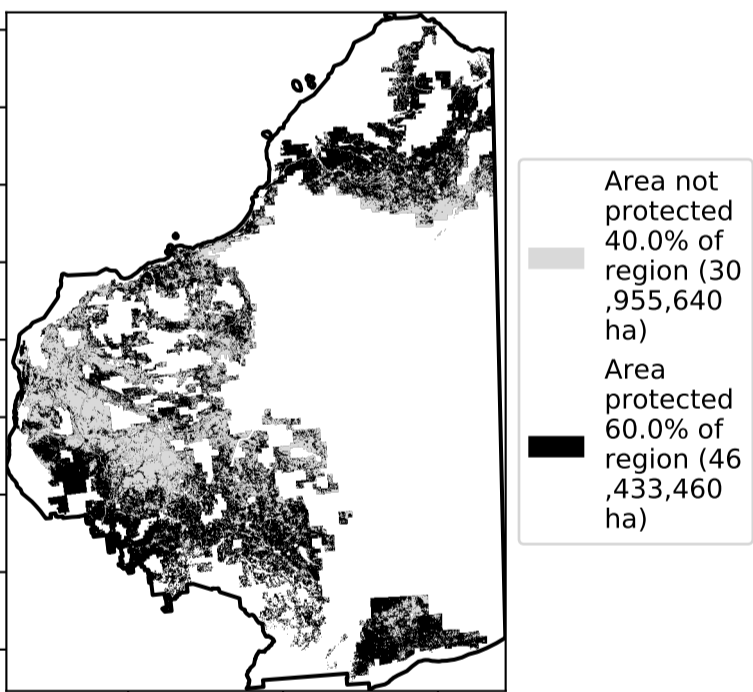 Area not
protected
40.0% of
region (30
,955,640
ha)
Area
protected
60.0% of
region (46
,433,460
ha)